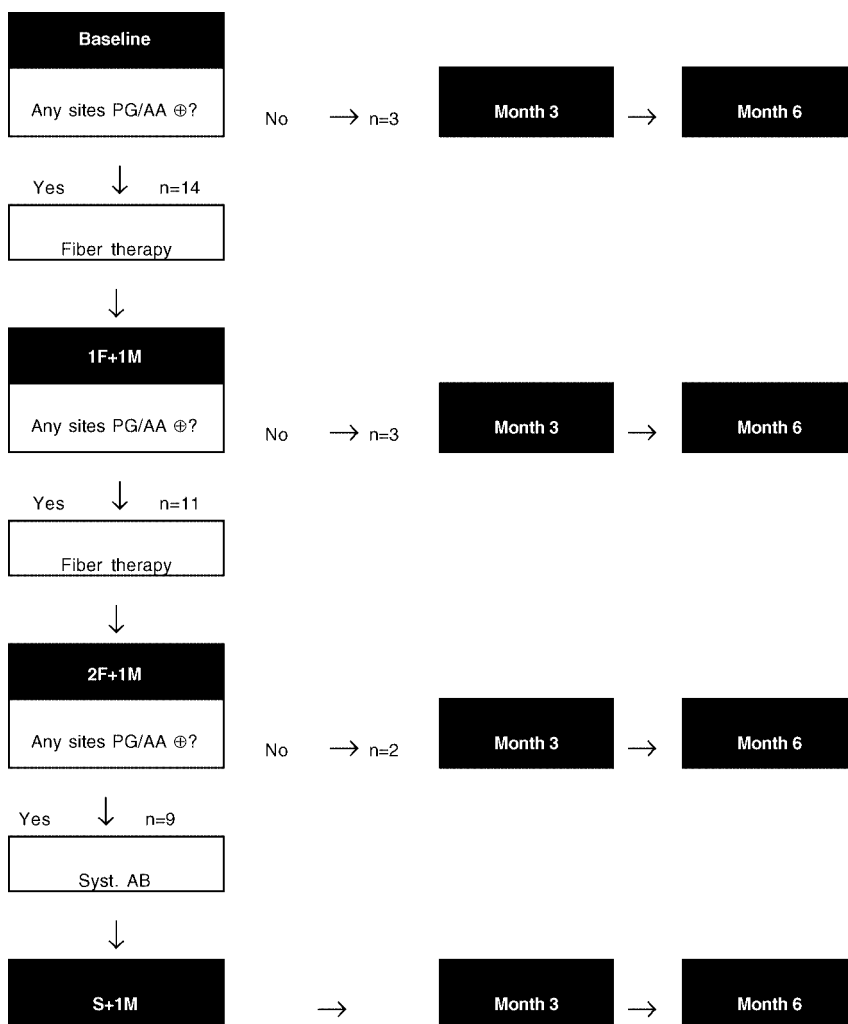 Baseline
Any sites PG/AA ⊕?
No → n=3
Month 3 →
Month 6
Yes ↓ n=14
Fiber therapy
↓
1F+1M
Any sites PG/AA ⊕?
No → n=3
Month 3 →
Month 6
Yes ↓ n=11
Fiber therapy
↓
2F+1M
Any sites PG/AA ⊕?
No → n=2
Month 3 →
Month 6
Yes ↓ n=9
Syst. AB
↓
S+1M →
Month 3 →
Month 6